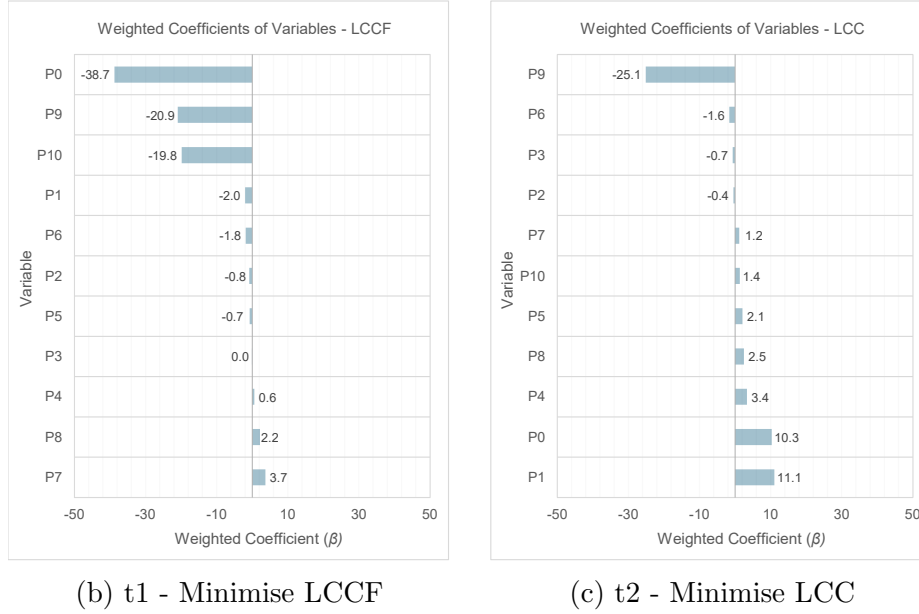 Weighted Coefficients of Variables - LCCF
Variable
P0 -38.7
P9 -20.9
P10 -19.8
P1 -2.0
P6 -1.8
P2 -0.8
P5 -0.7
P3 0.0
P4 0.6
P8 2.2
P7 3.7
-50 -30 -10 10 30 50
Weighted Coefficient (β)
(b) t1 - Minimise LCCF
Weighted Coefficients of Variables - LCC
Variable
P9 -25.1
P6 -1.6
P3 -0.7
P2 -0.4
P7 1.2
P10 1.4
P5 2.1
P8 2.5
P4 3.4
P0 10.3
P1 11.1
-50 -30 -10 10 30 50
Weighted Coefficient (β)
(c) t2 - Minimise LCC